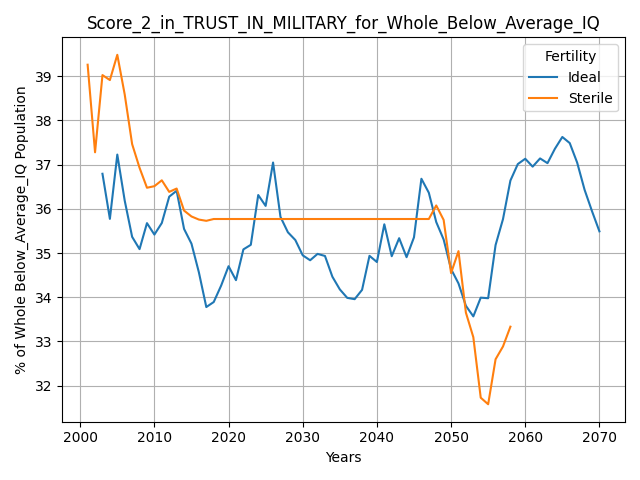 Score_2_in_TRUST_IN_MILITARY_for_Whole_Below_Average_IQ
Fertility
Ideal
Sterile
% of Whole Below_Average_IQ Population
39
38
37
36
35
34
33
32
2000 2010 2020 2030 2040 2050 2060 2070
Years